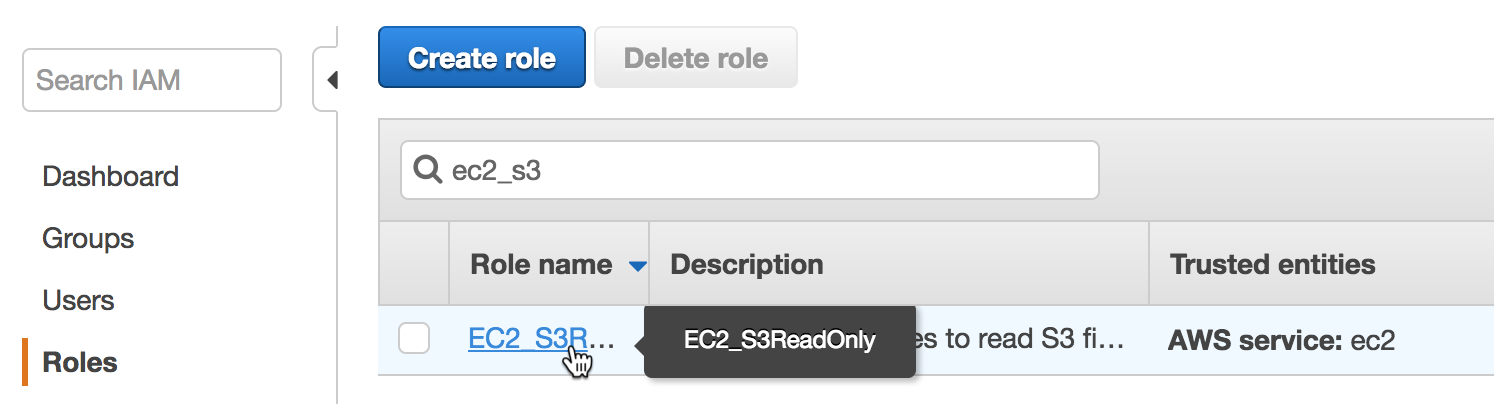 Search IAM
Dashboard
Groups
Users
Roles
Create role
Delete role
ec2_s3
Role name
Description
Trusted entities
EC2_S3R...
EC2_S3ReadOnly
es to read S3 fi...
AWS service: ec2